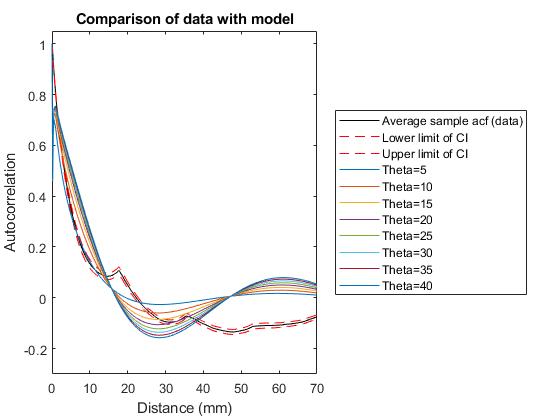 Comparison of data with model
1
0.8
0.6
0.4
0.2
0
-0.2
Autocorrelation
0 10 20 30 40 50 60 70
Distance (mm)
Average sample acf (data)
Lower limit of CI
Upper limit of CI
Theta=5
Theta=10
Theta=15
Theta=20
Theta=25
Theta=30
Theta=35
Theta=40